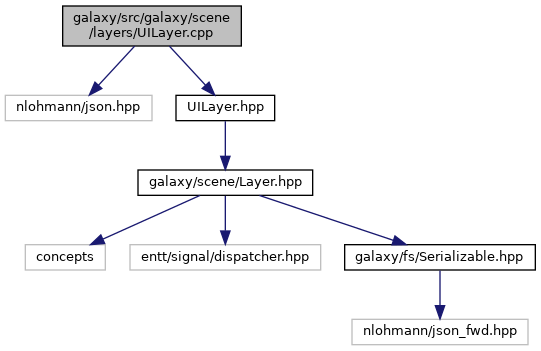 galaxy/src/galaxy/scene
/layers/UILayer.cpp
nlohmann/json.hpp
UILayer.hpp
galaxy/scene/Layer.hpp
concepts
entt/signal/dispatcher.hpp
galaxy/fs/Serializable.hpp
nlohmann/json_fwd.hpp